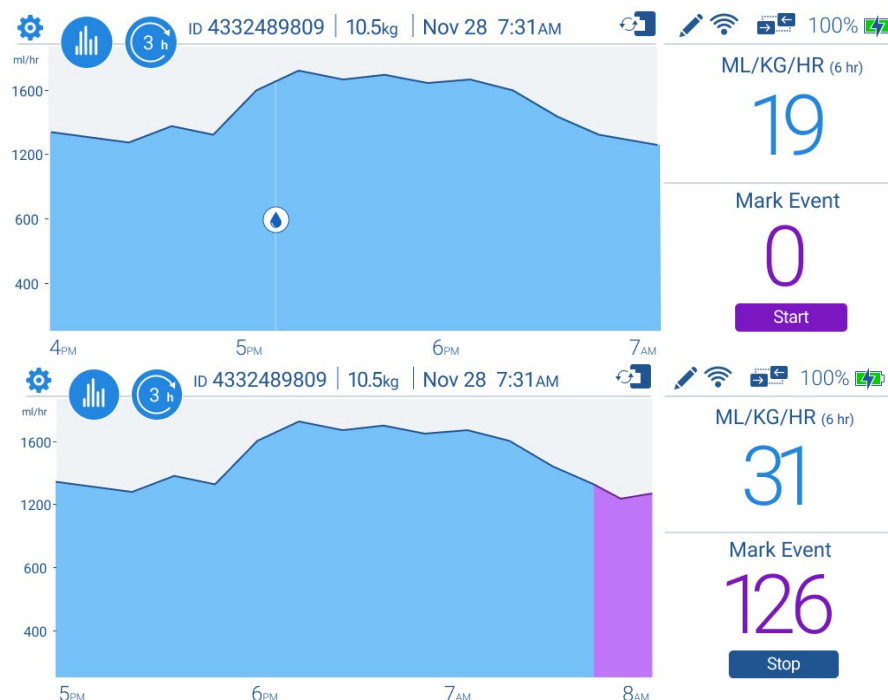 3 h ID 4332489809 10.5kg Nov 28 7:31AM 100%
ml/hr
1600
1200
600
400
4PM 5PM 6PM 7AM
ML/KG/HR (6 hr)
19
Mark Event
0
Start
3 h ID 4332489809 10.5kg Nov 28 7:31AM 100%
ml/hr
1600
1200
600
400
5PM 6PM 7AM 8AM
ML/KG/HR (6 hr)
31
Mark Event
126
Stop